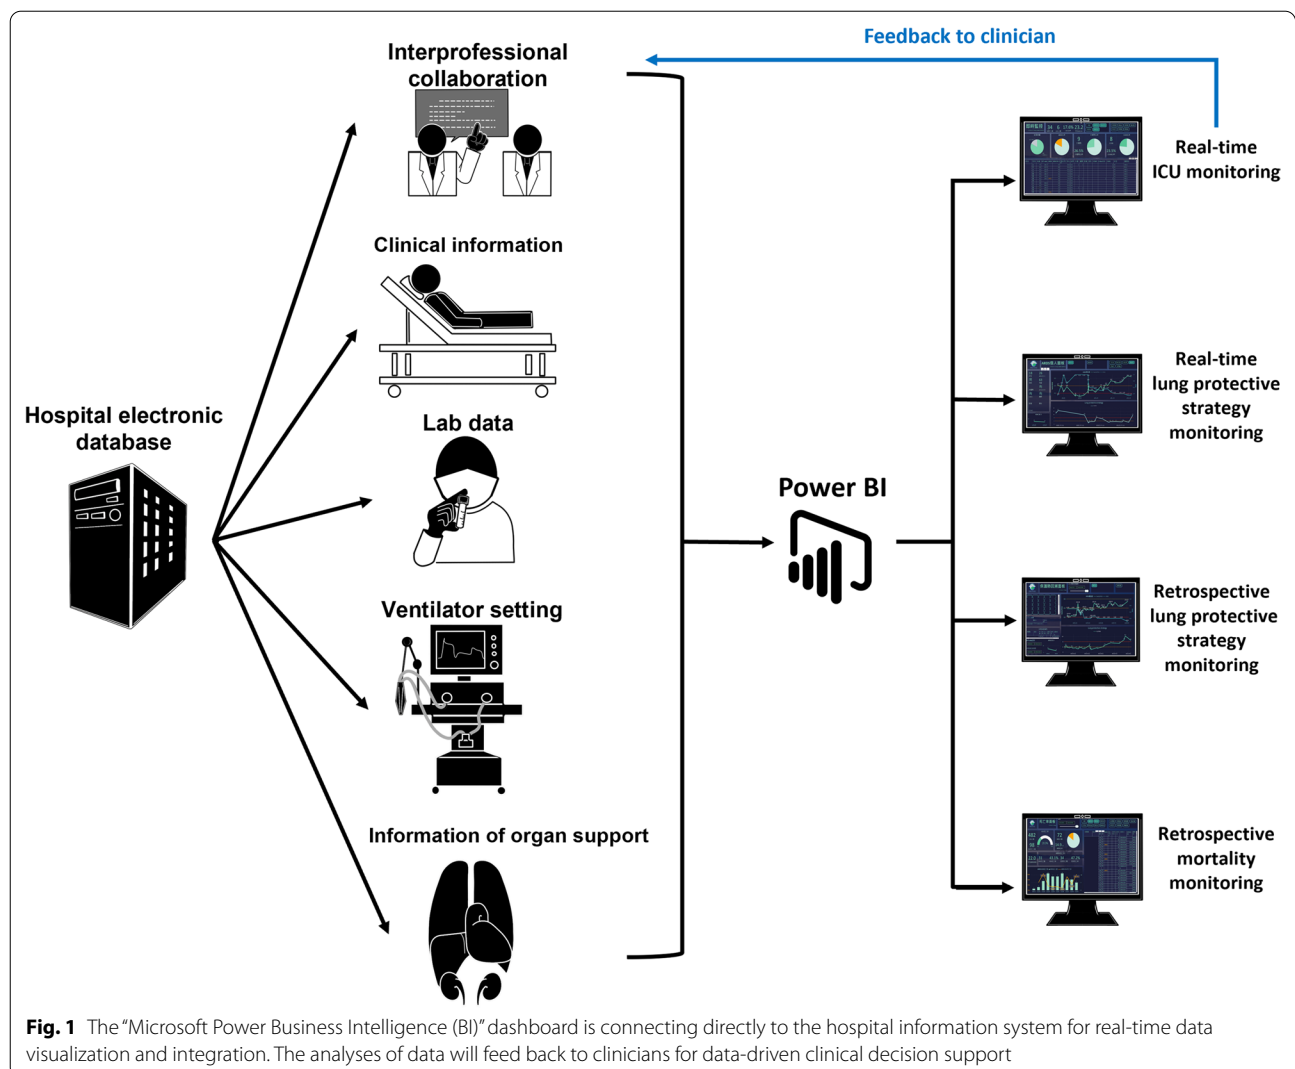 Feedback to clinician
Interprofessional
collaboration
Real-time
ICU monitoring
Clinical information
Real-time
lung protective
strategy
monitoring
Hospital electronic
database
Lab data
Power BI
Ventilator setting
Retrospective
lung protective
strategy
monitoring
Information of organ support
Retrospective
mortality
monitoring
Fig. 1 The “Microsoft Power Business Intelligence (BI)” dashboard is connecting directly to the hospital information system for real-time data
visualization and integration. The analyses of data will feed back to clinicians for data-driven clinical decision support